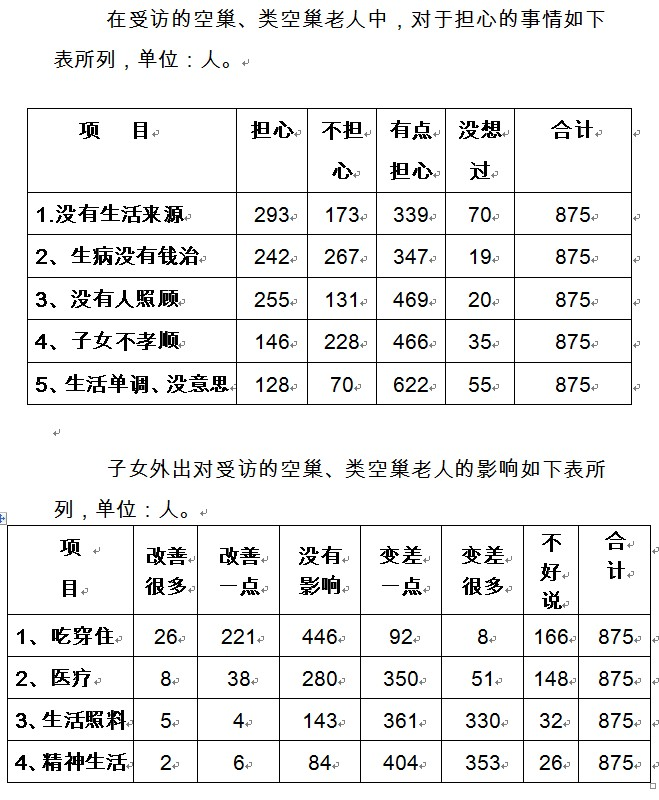 在受访的空巢、类空巢老人中，对于担心的事情如下
表所列，单位：人。
项 目 担心 不担心 有点担心 没想过 合计
1.没有生活来源 293 173 339 70 875
2、生病没有钱治 242 267 347 19 875
3、没有人照顾 255 131 469 20 875
4、子女不孝顺 146 228 466 35 875
5、生活单调、没意思 128 70 622 55 875
子女外出对受访的空巢、类空巢老人的影响如下表所
列，单位：人。
项目 改善很多 改善一点 没有影响 变差一点 变差很多 不好说 合计
1、吃穿住 26 221 446 92 8 166 875
2、医疗 8 38 280 350 51 148 875
3、生活照料 5 4 143 361 330 32 875
4、精神生活 2 6 84 404 353 26 875